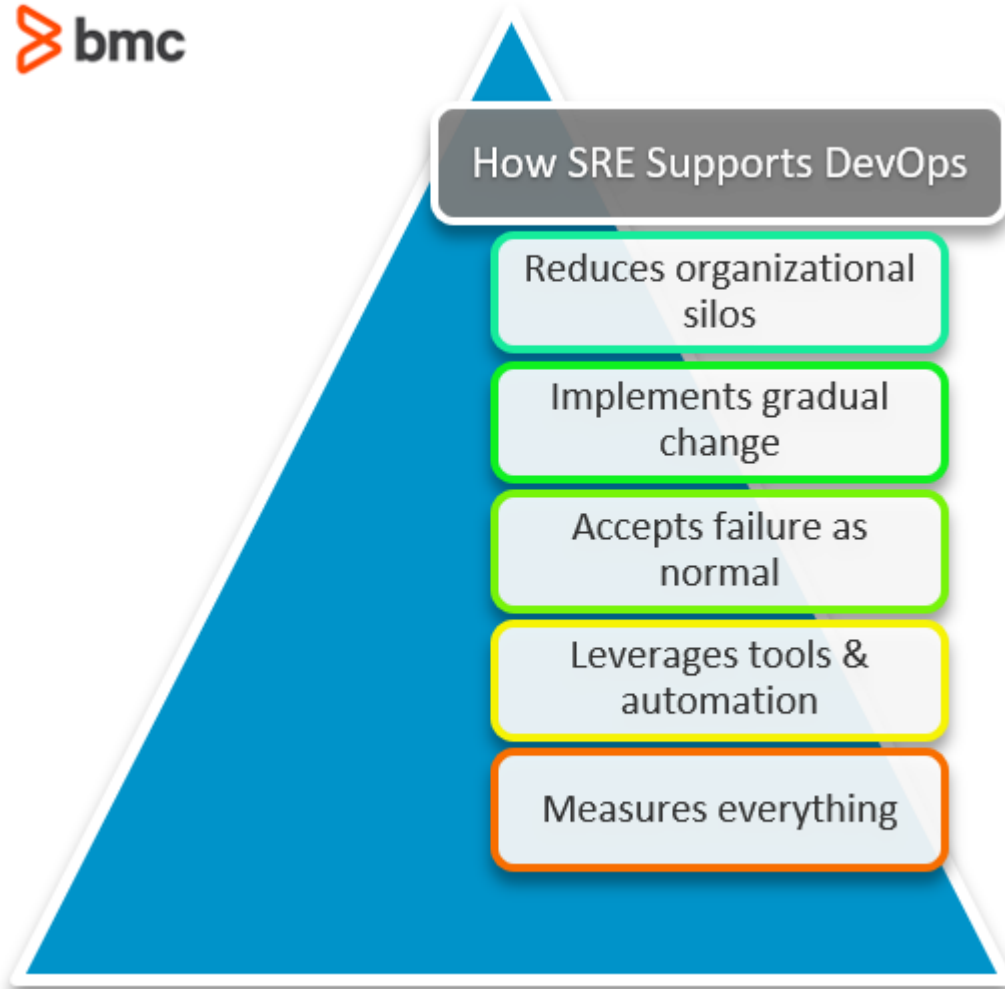 bmc
How SRE Supports DevOps
Reduces organizational
silos
Implements gradual
change
Accepts failure as
normal
Leverages tools &
automation
Measures everything